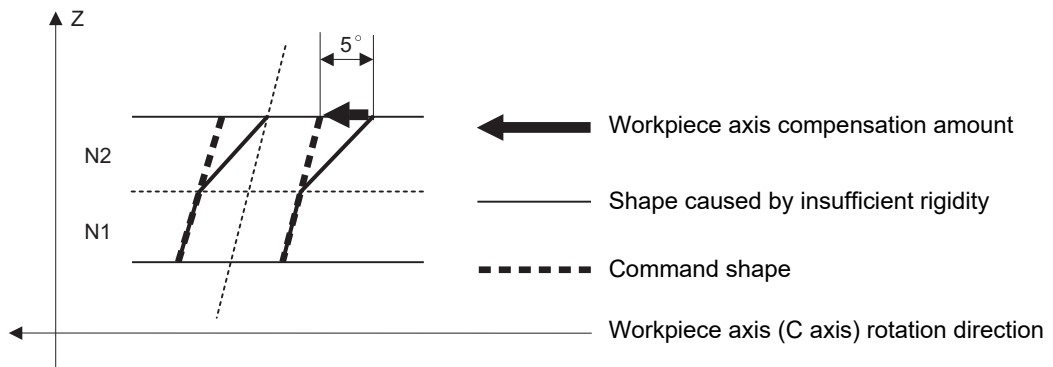 Z
5°
N2
N1
Workpiece axis compensation amount
Shape caused by insufficient rigidity
Command shape
Workpiece axis (C axis) rotation direction